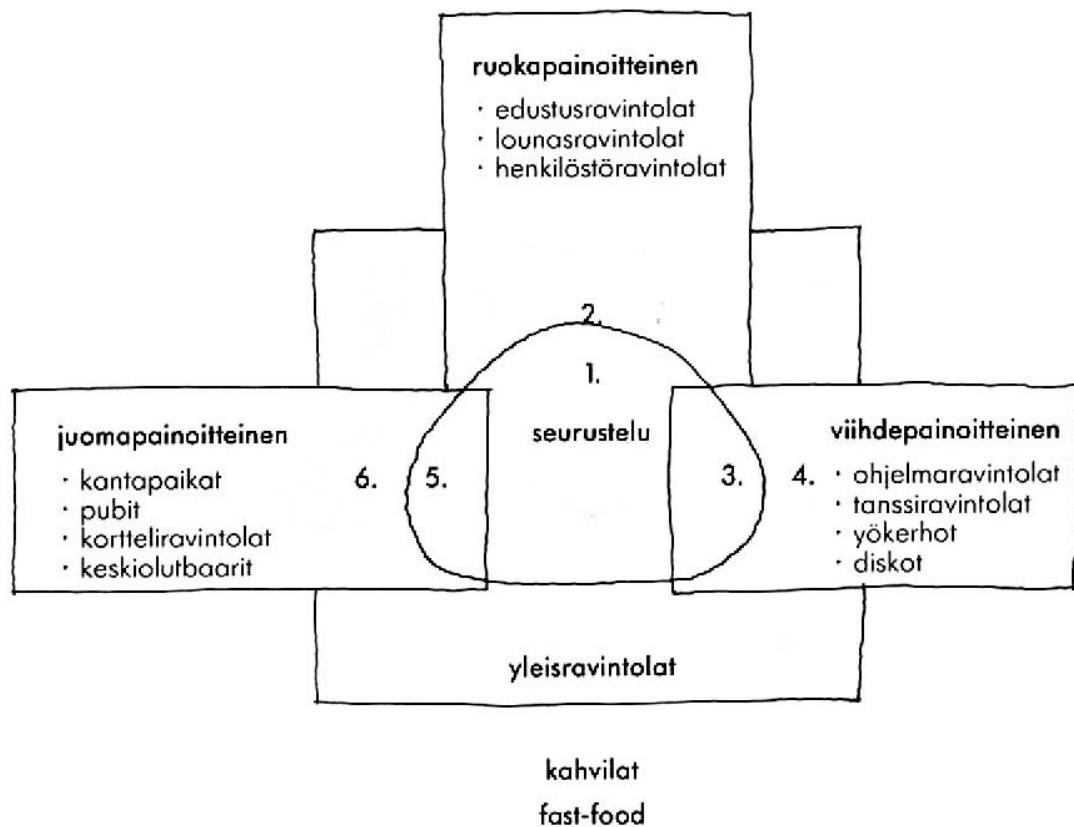 ruokapainoitteinen
· edustusravintolat
· lounasravintolat
· henkilöstöravintolat
2.
1.
juomapainoitteinen
· kantapaikat
· pubit
· kortteliravintolat
· keskiolutbaarit
6.
5.
seurustelu
3.
4.
viihdepainoitteinen
· ohjelmaravintolat
· tanssiravintolat
· yökerhot
· diskot
yleisravintolat
kahvilat
fast-food